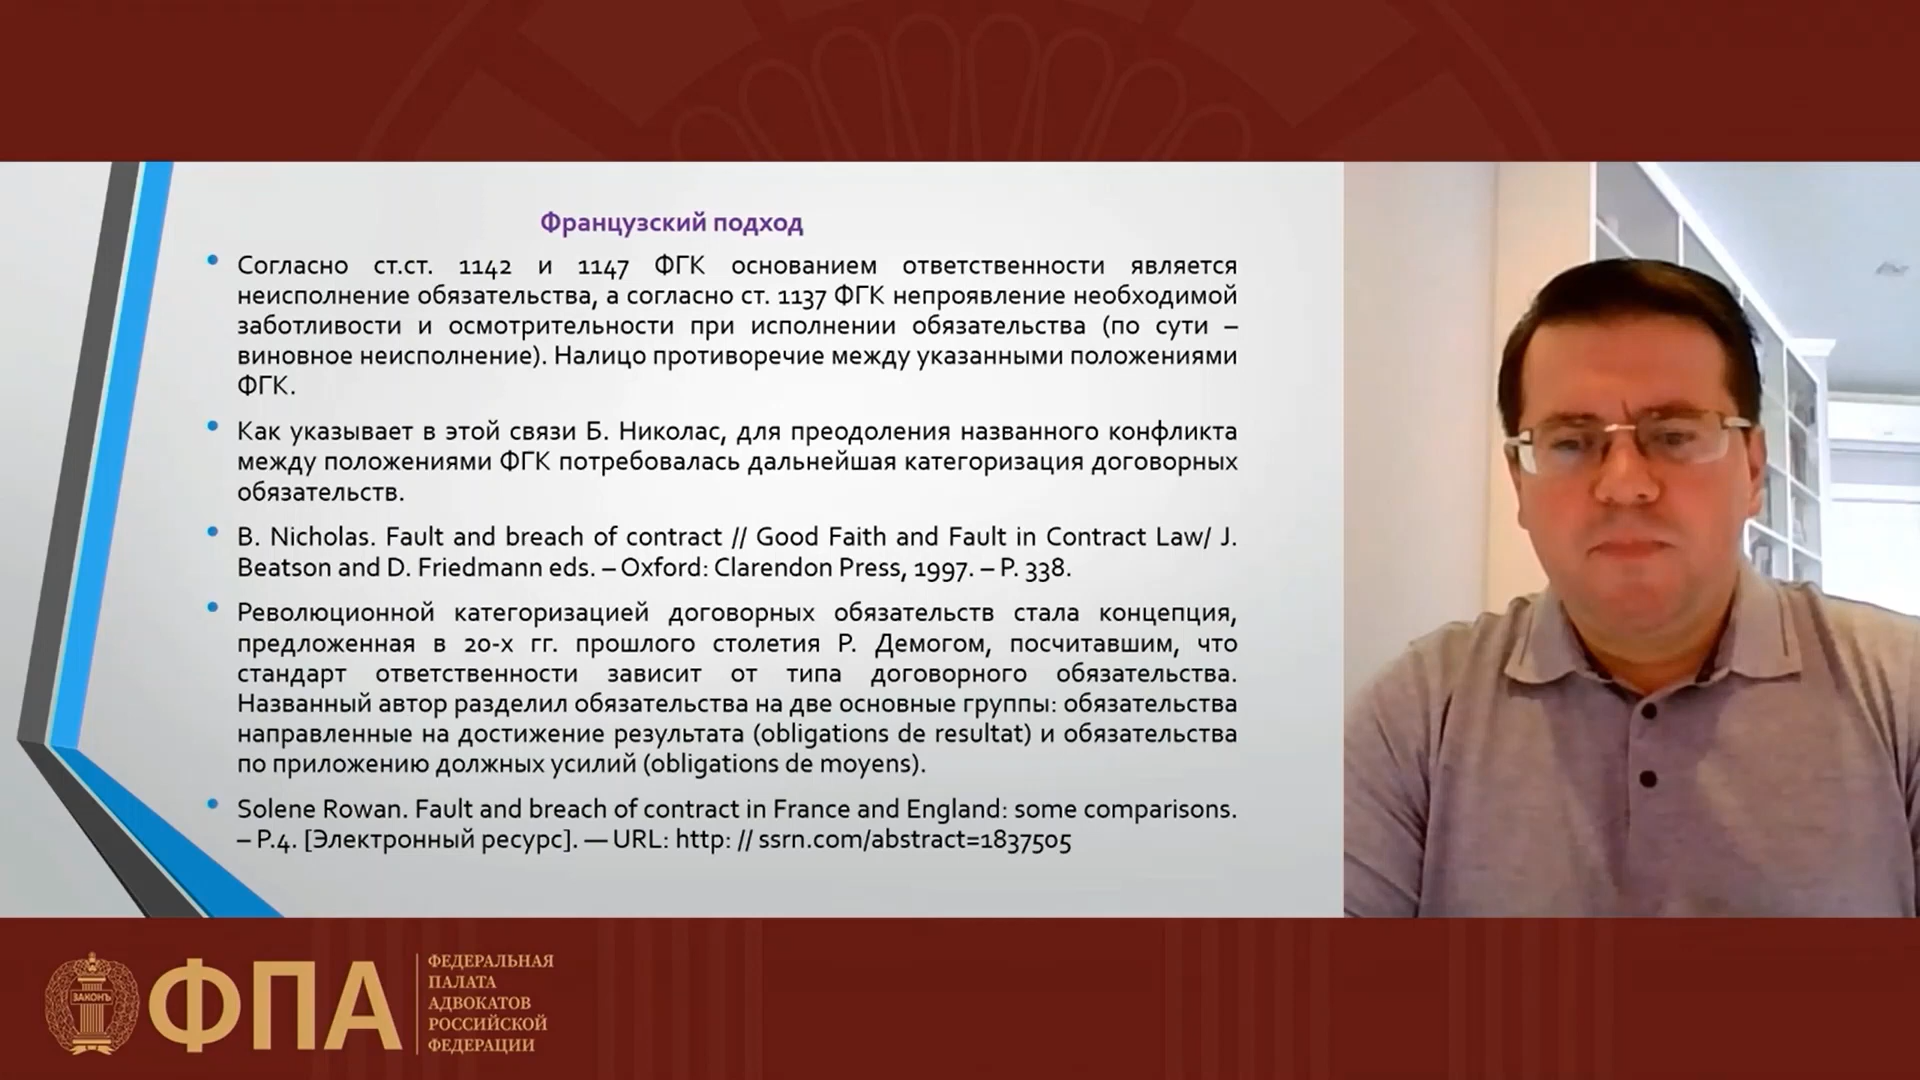 Французский подход
Согласно ст.ст. 1142 и 1147 ФГК основанием ответственности является
неисполнение обязательства, а согласно ст. 1137 ФГК непроявление необходимой
заботливости и осмотрительности при исполнении обязательства (по сути –
виновное неисполнение). Налицо противоречие между указанными положениями
ФГК.
Как указывает в этой связи Б. Николас, для преодоления названного конфликта
между положениями ФГК потребовалась дальнейшая категоризация договорных
обязательств.
B. Nicholas. Fault and breach of contract // Good Faith and Fault in Contract Law/ J.
Beatson and D. Friedmann eds. – Oxford: Clarendon Press, 1997. – P. 338.
Революционной категоризацией договорных обязательств стала концепция,
предложенная в 20-х гг. прошлого столетия Р. Демогом, посчитавшим, что
стандарт ответственности зависит от типа договорного обязательства.
Названный автор разделил обязательства на две основные группы: обязательства
направленные на достижение результата (obligations de resultat) и обязательства
по приложению должных усилий (obligations de moyens).
Solene Rowan. Fault and breach of contract in France and England: some comparisons.
– P.4. [Электронный ресурс]. — URL: http: // ssrn.com/abstract=1837505
ЗАКОНЪ
ФПА
ФЕДЕРАЛЬНАЯ
ПАЛАТА
АДВОКАТОВ
РОССИЙСКОЙ
ФЕДЕРАЦИИ